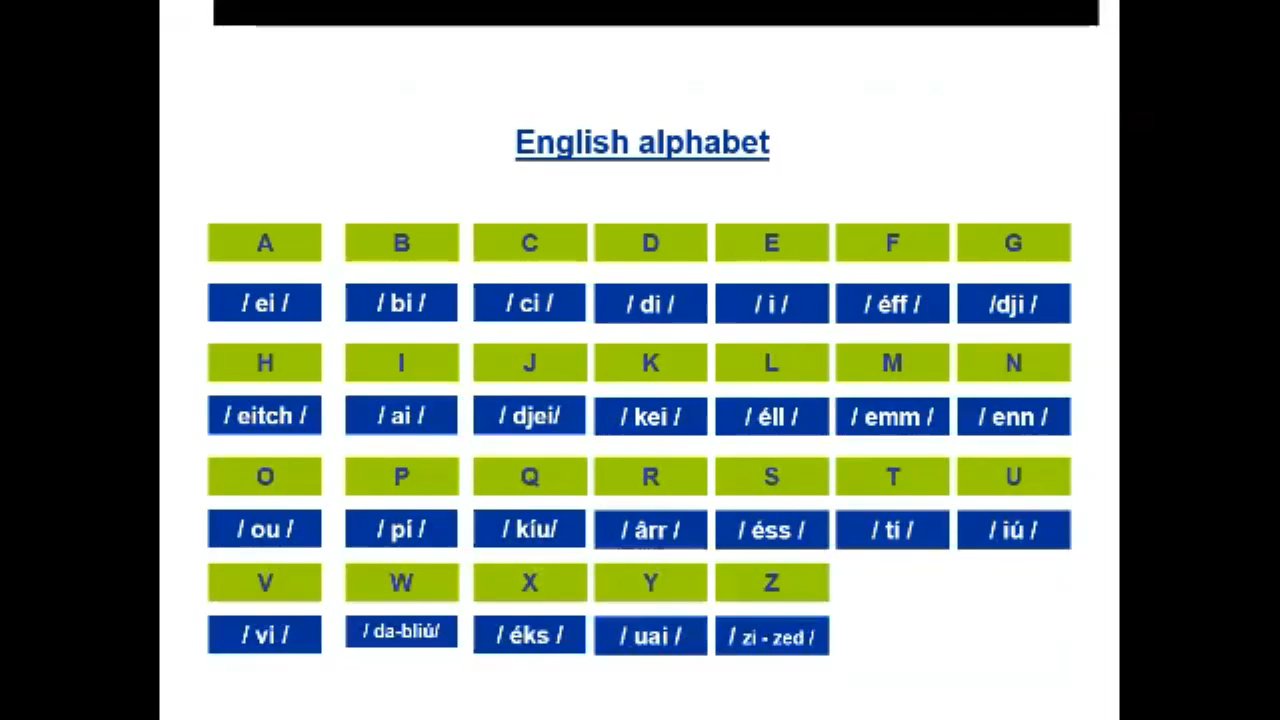 English alphabet
A B C D E F G
/ ei / / bi / / ci / / di / / i / / éff / /dji /
H I J K L M N
/ eitch / / ai / / djei/ / kei / / éll / / emm / / enn /
O P Q R S T U
/ ou / / pí / / kíu/ / ârr / / éss / / tí / / iú /
V W X Y Z
/ vi / / da-bliú/ / éks / / uai / / zi - zed /